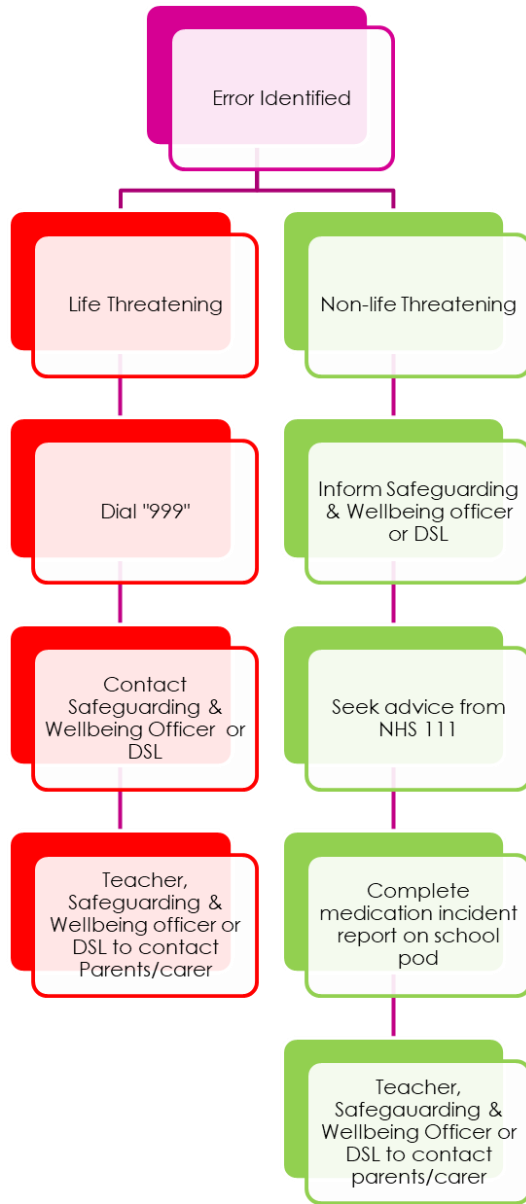 Error Identified
Life Threatening
Dial "999"
Contact
Safeguarding &
Wellbeing Officer or
DSL
Teacher,
Safeguarding &
Wellbeing officer or
DSL to contact
Parents/carer
Non-life Threatening
Inform Safeguarding
& Wellbeing officer
or DSL
Seek advice from
NHS 111
Complete
medication incident
report on school
pod
Teacher,
Safegauarding &
Wellbeing Officer or
DSL to contact
parents/carer